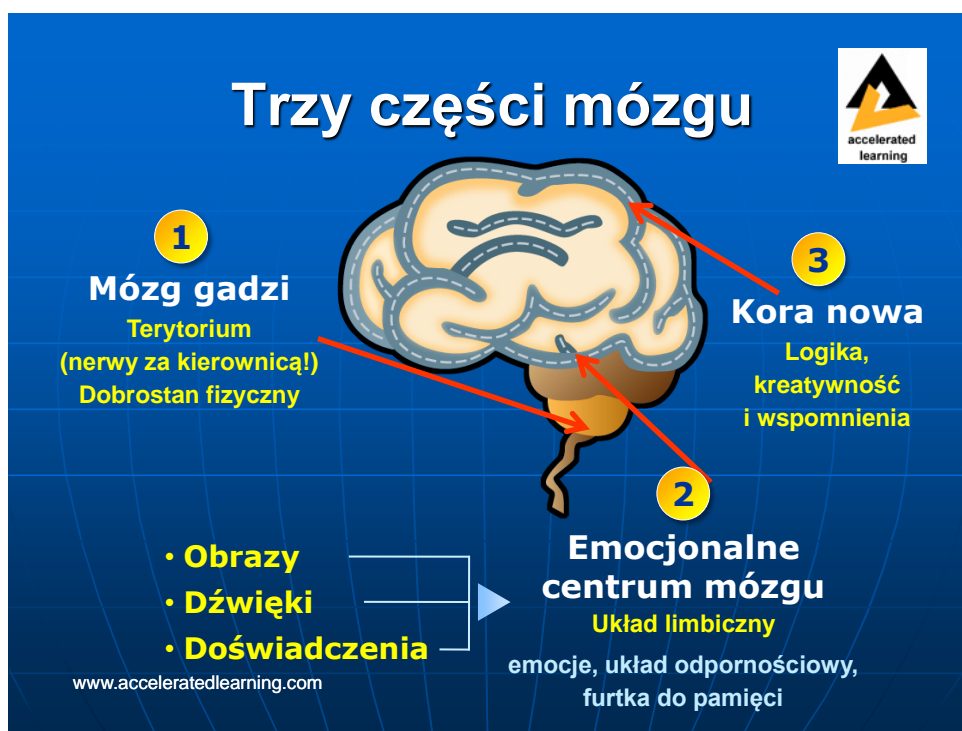 Trzy części mózgu
accelerated
learning
1
Mózg gadzi
Terytorium
(nerwy za kierownicą!)
Dobrostan fizyczny
3
Kora nowa
Logika,
kreatywność
i wspomnienia
2
Emocjonalne
centrum mózgu
Układ limbiczny
emocje, układ odpornościowy,
furtka do pamięci
• Obrazy
• Dźwięki
• Doświadczenia
www.acceleratedlearning.com